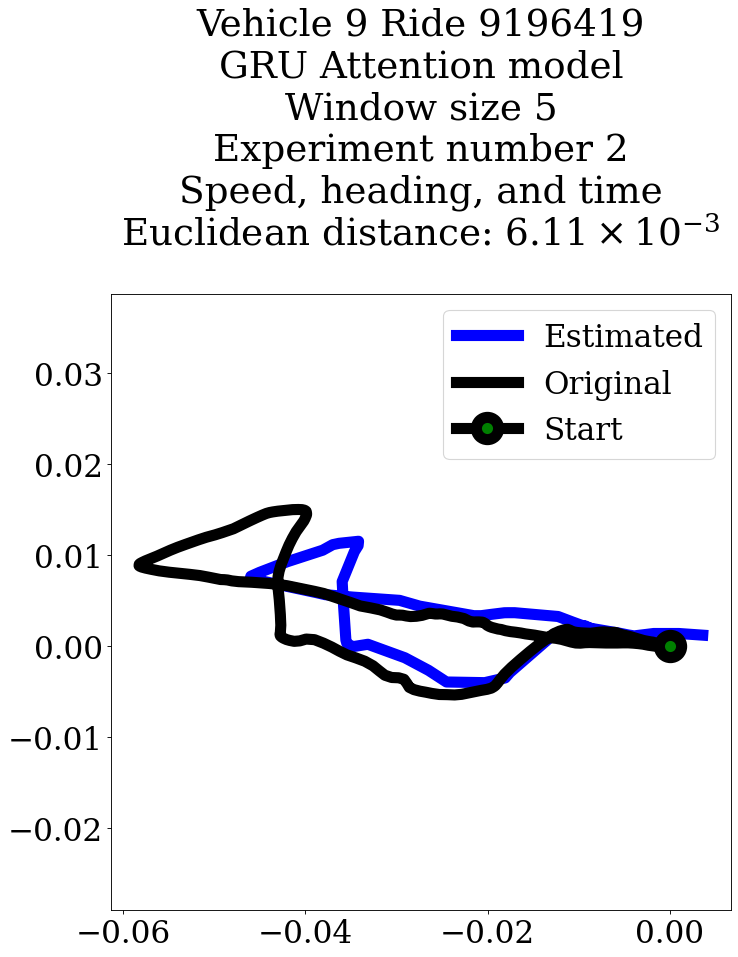 Vehicle 9 Ride 9196419
GRU Attention model
Window size 5
Experiment number 2
Speed, heading, and time
Euclidean distance: 6.11 × 10⁻³
Estimated
Original
Start
0.03
0.02
0.01
0.00
−0.01
−0.02
−0.06 −0.04 −0.02 0.00